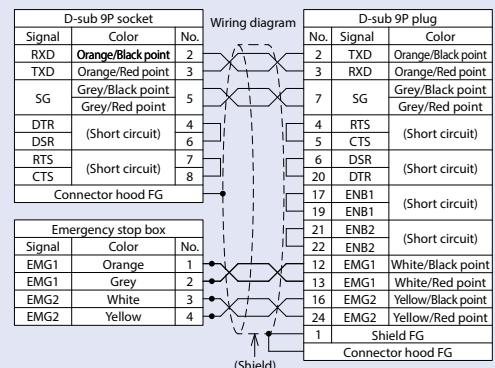 D-sub 9P socket
Signal Color No.
RXD Orange/Black point 2
TXD Orange/Red point 3
SG Grey/Black point 5
Grey/Red point
DTR (Short circuit) 4
DSR 6
RTS (Short circuit) 7
CTS 8
Connector hood FG
Emergency stop box
Signal Color No.
EMG1 Orange 1
EMG1 Grey 2
EMG2 White 3
EMG2 Yellow 4
Wiring diagram
(Shield)
D-sub 9P plug
No. Signal Color
2 TXD Orange/Black point
3 RXD Orange/Red point
7 SG Grey/Black point
Grey/Red point
4 RTS (Short circuit)
5 CTS
6 DSR (Short circuit)
20 DTR
17 ENB1 (Short circuit)
19 ENB1
21 ENB2 (Short circuit)
22 ENB2
12 EMG1 White/Black point
13 EMG1 White/Red point
16 EMG2 Yellow/Black point
24 EMG2 Yellow/Red point
1 Shield FG
Connector hood FG